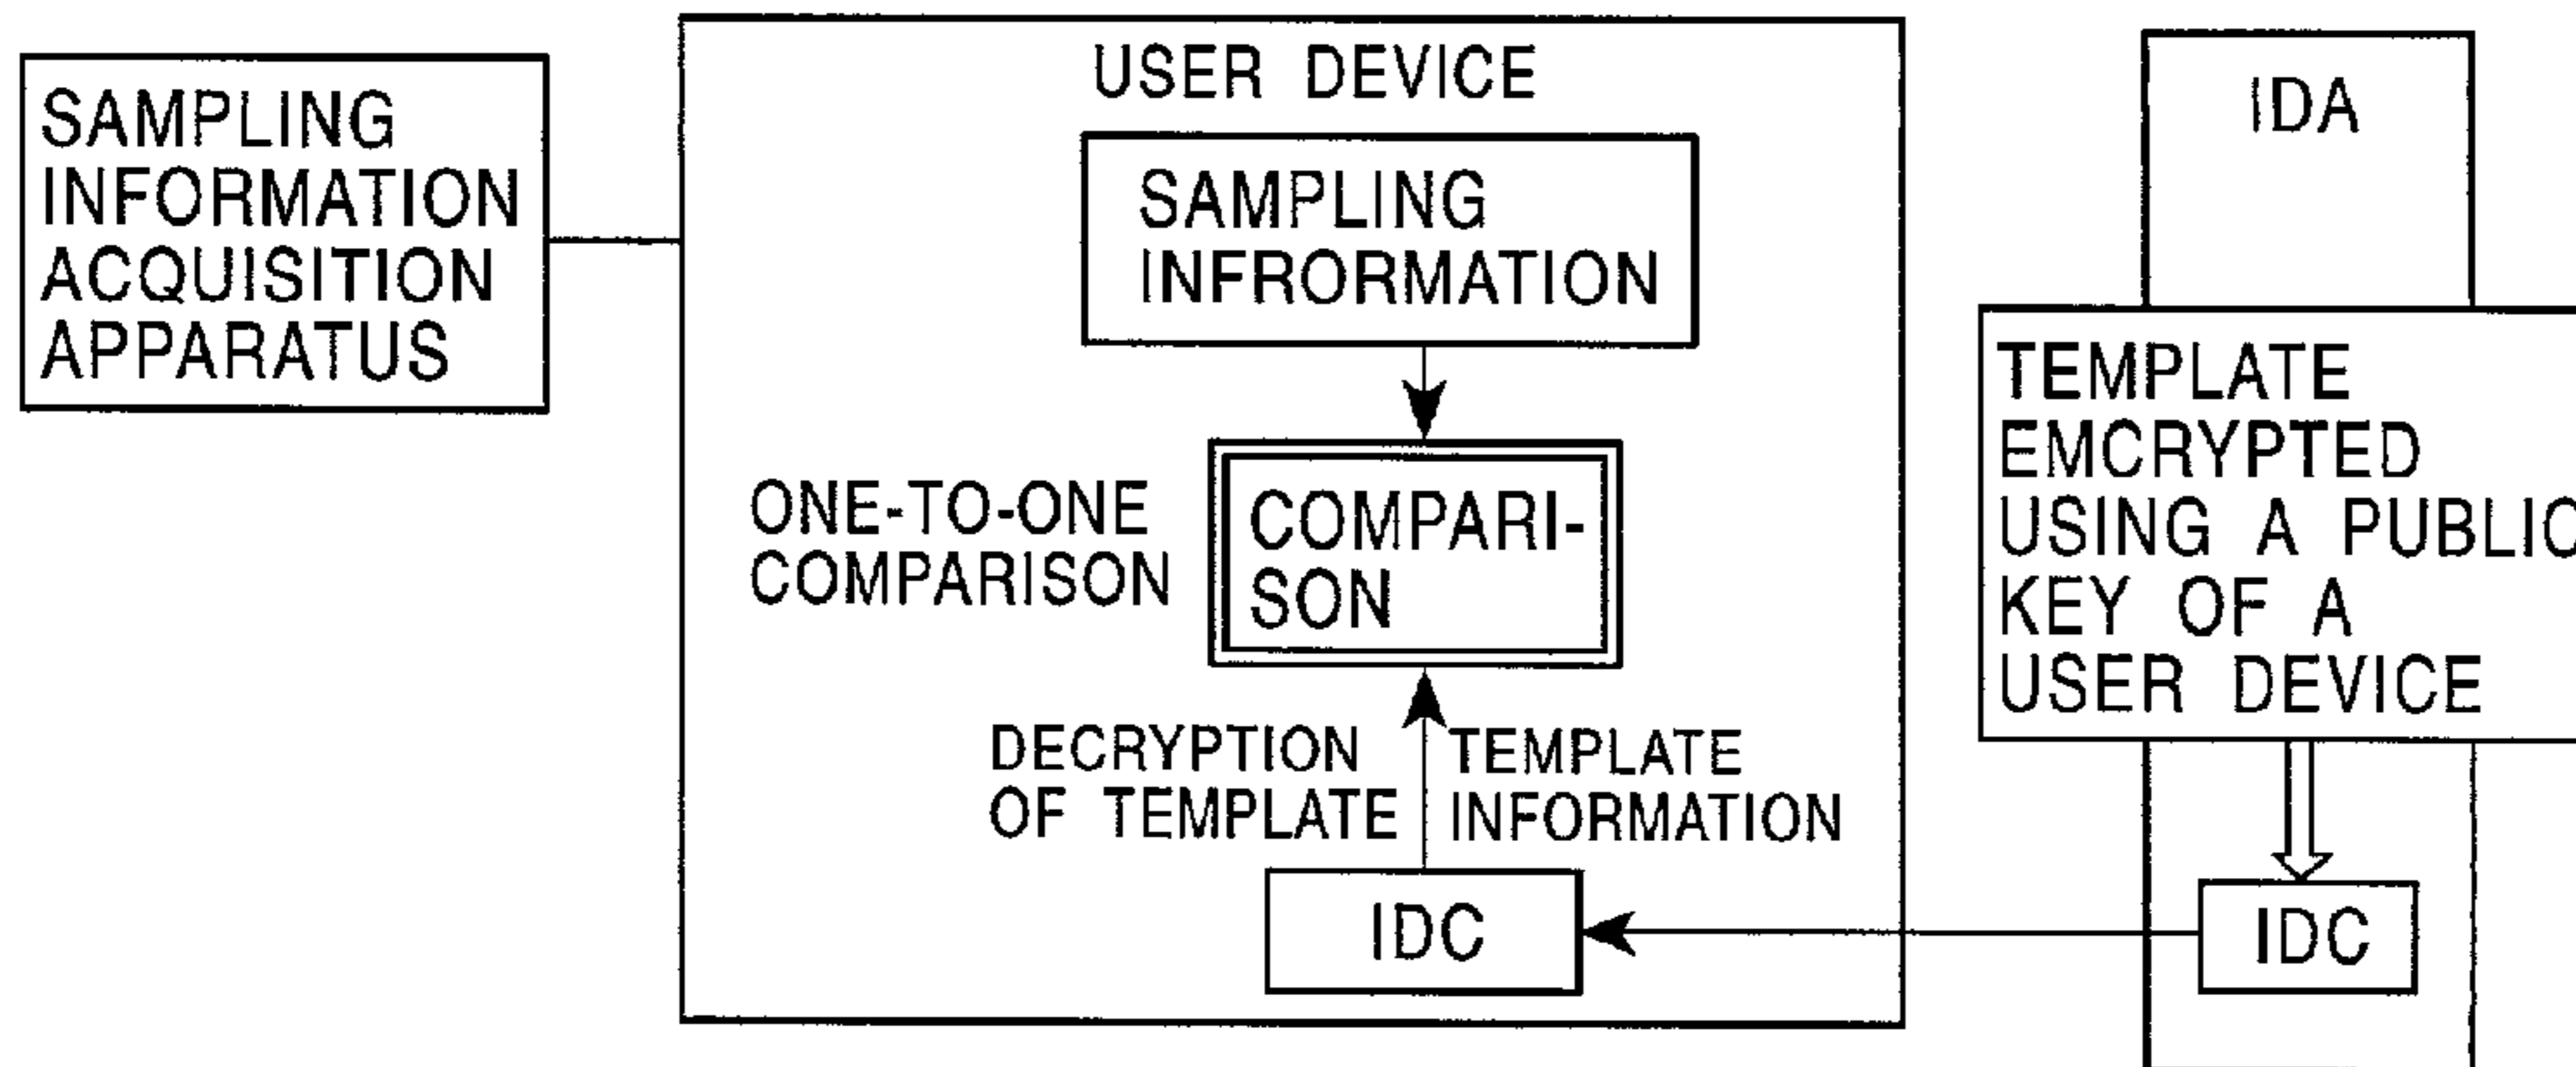 SAMPLING
INFORMATION
ACQUISITION
APPARATUS
USER DEVICE
SAMPLING
INFRORMATION
ONE-TO-ONE
COMPARISON
COMPARI-
SON
DECRYPTION
OF TEMPLATE
TEMPLATE
INFORMATION
IDC
IDA
TEMPLATE
EMCRYPTED
USING A PUBLIC
KEY OF A
USER DEVICE
IDC